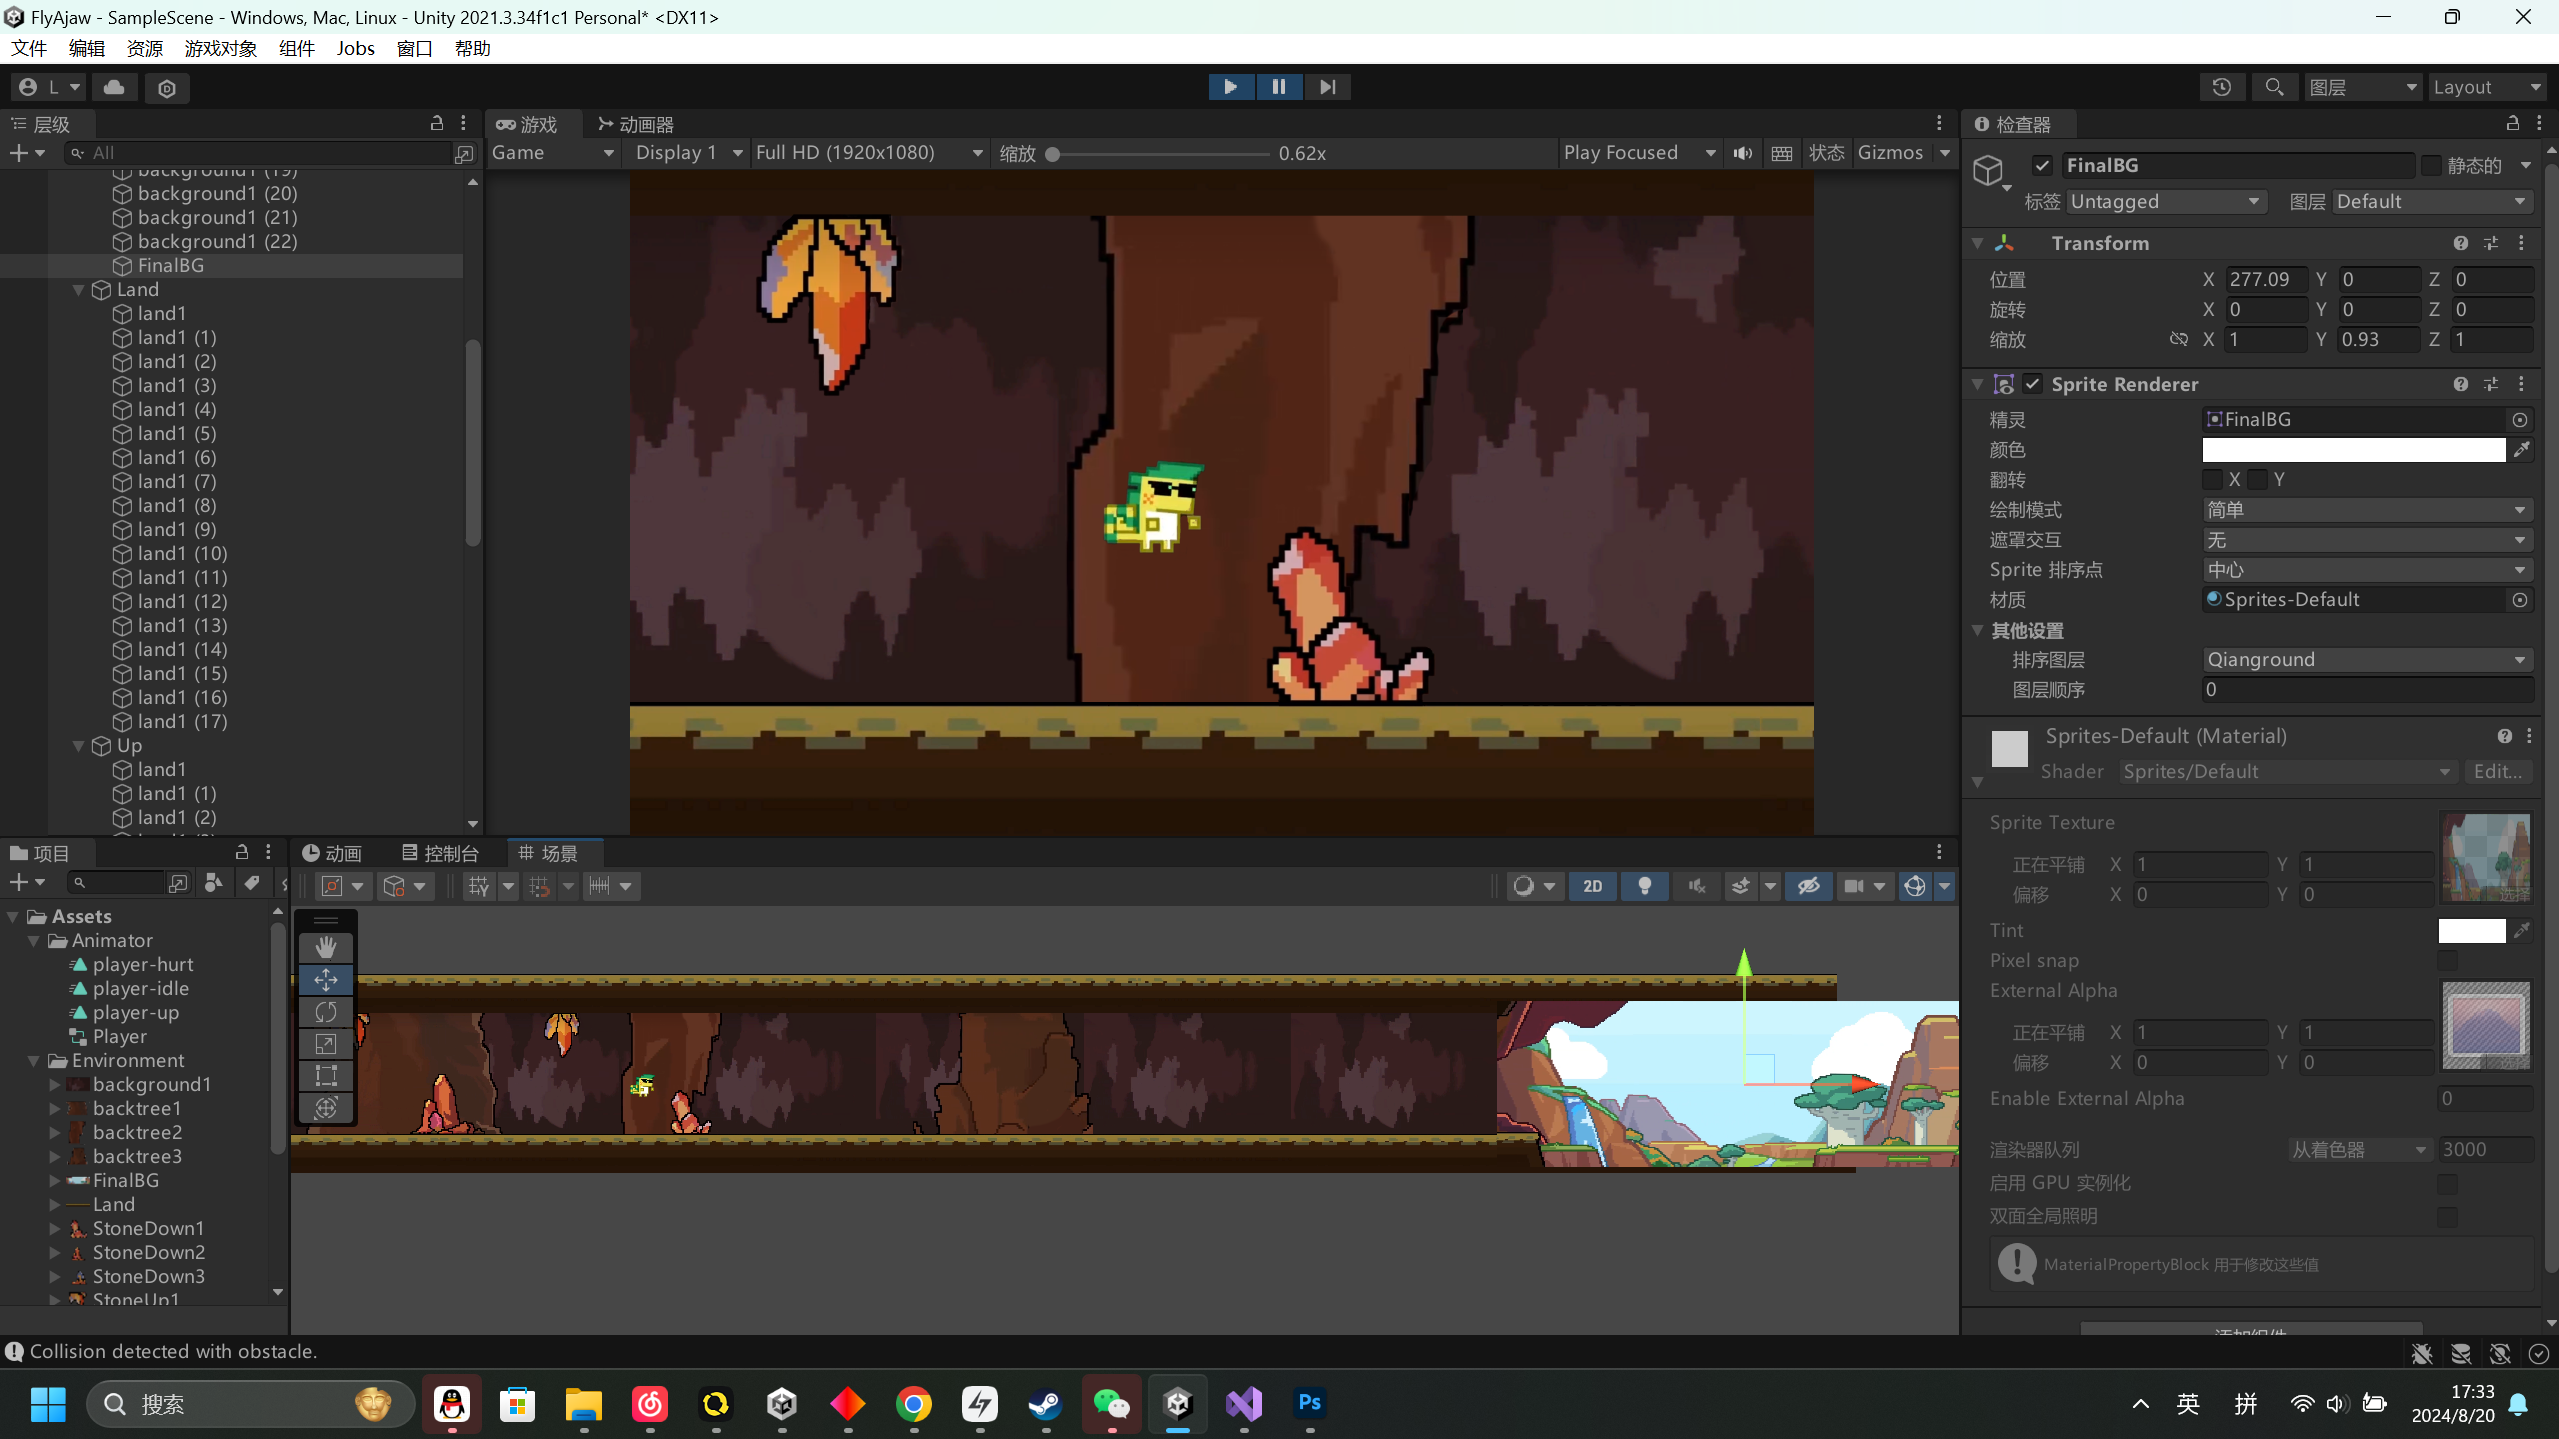 FlyAjaw - SampleScene - Windows, Mac, Linux - Unity 2021.3.34f1c1 Personal* <DX11>
文件 编辑 资源 游戏对象 组件 Jobs 窗口 帮助
L
图层 Layout
层级
All
background1 (19)
background1 (20)
background1 (21)
background1 (22)
FinalBG
Land
land1
land1 (1)
land1 (2)
land1 (3)
land1 (4)
land1 (5)
land1 (6)
land1 (7)
land1 (8)
land1 (9)
land1 (10)
land1 (11)
land1 (12)
land1 (13)
land1 (14)
land1 (15)
land1 (16)
land1 (17)
Up
land1
land1 (1)
land1 (2)
游戏 动画器
Game Display 1 Full HD (1920x1080) 缩放 0.62x Play Focused 状态 Gizmos
检查器
FinalBG 静态的
标签 Untagged 图层 Default
Transform
位置 X 277.09 Y 0 Z 0
旋转 X 0 Y 0 Z 0
缩放 X 1 Y 0.93 Z 1
Sprite Renderer
精灵 FinalBG
颜色
翻转 X Y
绘制模式 简单
遮罩交互 无
Sprite 排序点 中心
材质 Sprites-Default
其他设置
排序图层 Qianground
图层顺序 0
Sprites-Default (Material)
Shader Sprites/Default Edit...
Sprite Texture
正在平铺 X 1 Y 1
偏移 X 0 Y 0
选择
Tint
Pixel snap
External Alpha
正在平铺 X 1 Y 1
偏移 X 0 Y 0
Enable External Alpha 0
渲染器队列 从着色器 3000
启用 GPU 实例化
双面全局照明
MaterialPropertyBlock 用于修改这些值
添加组件
项目
Assets
Animator
player-hurt
player-idle
player-up
Player
Environment
background1
backtree1
backtree2
backtree3
FinalBG
Land
StoneDown1
StoneDown2
StoneDown3
StoneUp1
动画 控制台 场景
2D
Collision detected with obstacle.
搜索
Ps
英 拼
17:33
2024/8/20